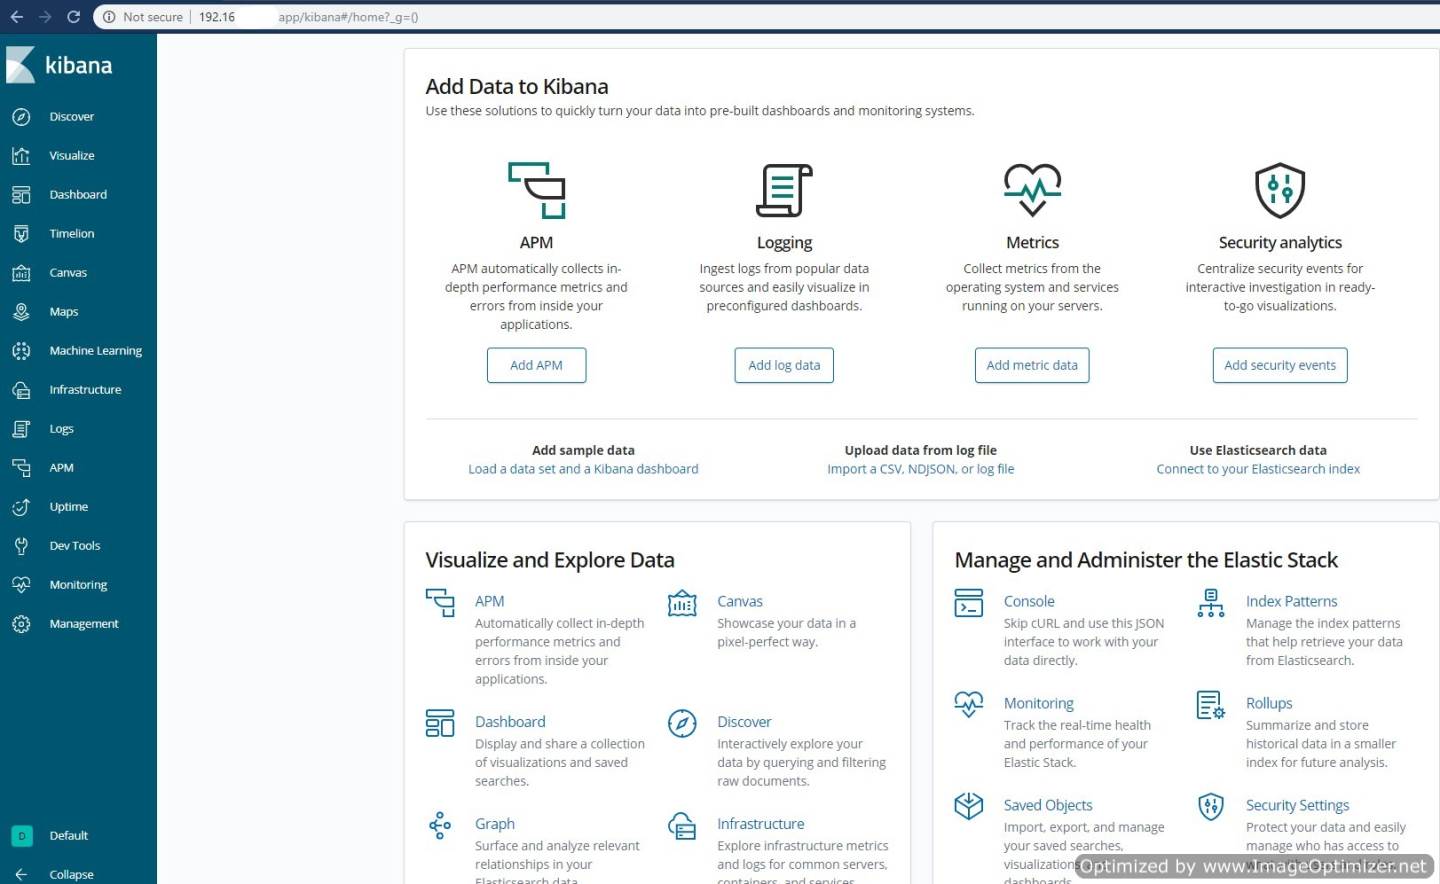 Not secure | 192.16 app/kibana#/home?_g=()
kibana
Discover
Visualize
Dashboard
Timelion
Canvas
Maps
Machine Learning
Infrastructure
Logs
APM
Uptime
Dev Tools
Monitoring
Management
D Default
Collapse
Add Data to Kibana
Use these solutions to quickly turn your data into pre-built dashboards and monitoring systems.
APM
APM automatically collects in-
depth performance metrics and
errors from inside your
applications.
Add APM
Logging
Ingest logs from popular data
sources and easily visualize in
preconfigured dashboards.
Add log data
Metrics
Collect metrics from the
operating system and services
running on your servers.
Add metric data
Security analytics
Centralize security events for
interactive investigation in ready-
to-go visualizations.
Add security events
Add sample data
Load a data set and a Kibana dashboard
Upload data from log file
Import a CSV, NDJSON, or log file
Use Elasticsearch data
Connect to your Elasticsearch index
Visualize and Explore Data
APM
Automatically collect in-depth
performance metrics and
errors from inside your
applications.
Canvas
Showcase your data in a
pixel-perfect way.
Dashboard
Display and share a collection
of visualizations and saved
searches.
Discover
Interactively explore your
data by querying and filtering
raw documents.
Graph
Surface and analyze relevant
relationships in your
Elasticsearch data.
Infrastructure
Explore infrastructure metrics
and logs for common servers,
containers, and services.
Manage and Administer the Elastic Stack
Console
Skip cURL and use this JSON
interface to work with your
data directly.
Index Patterns
Manage the index patterns
that help retrieve your data
from Elasticsearch.
Monitoring
Track the real-time health
and performance of your
Elastic Stack.
Rollups
Summarize and store
historical data in a smaller
index for future analysis.
Saved Objects
Import, export, and manage
your saved searches,
visualizations,
dashboards.
Security Settings
Protect your data and easily
manage who has access to
Optimized by www.ImageOptimizer.net